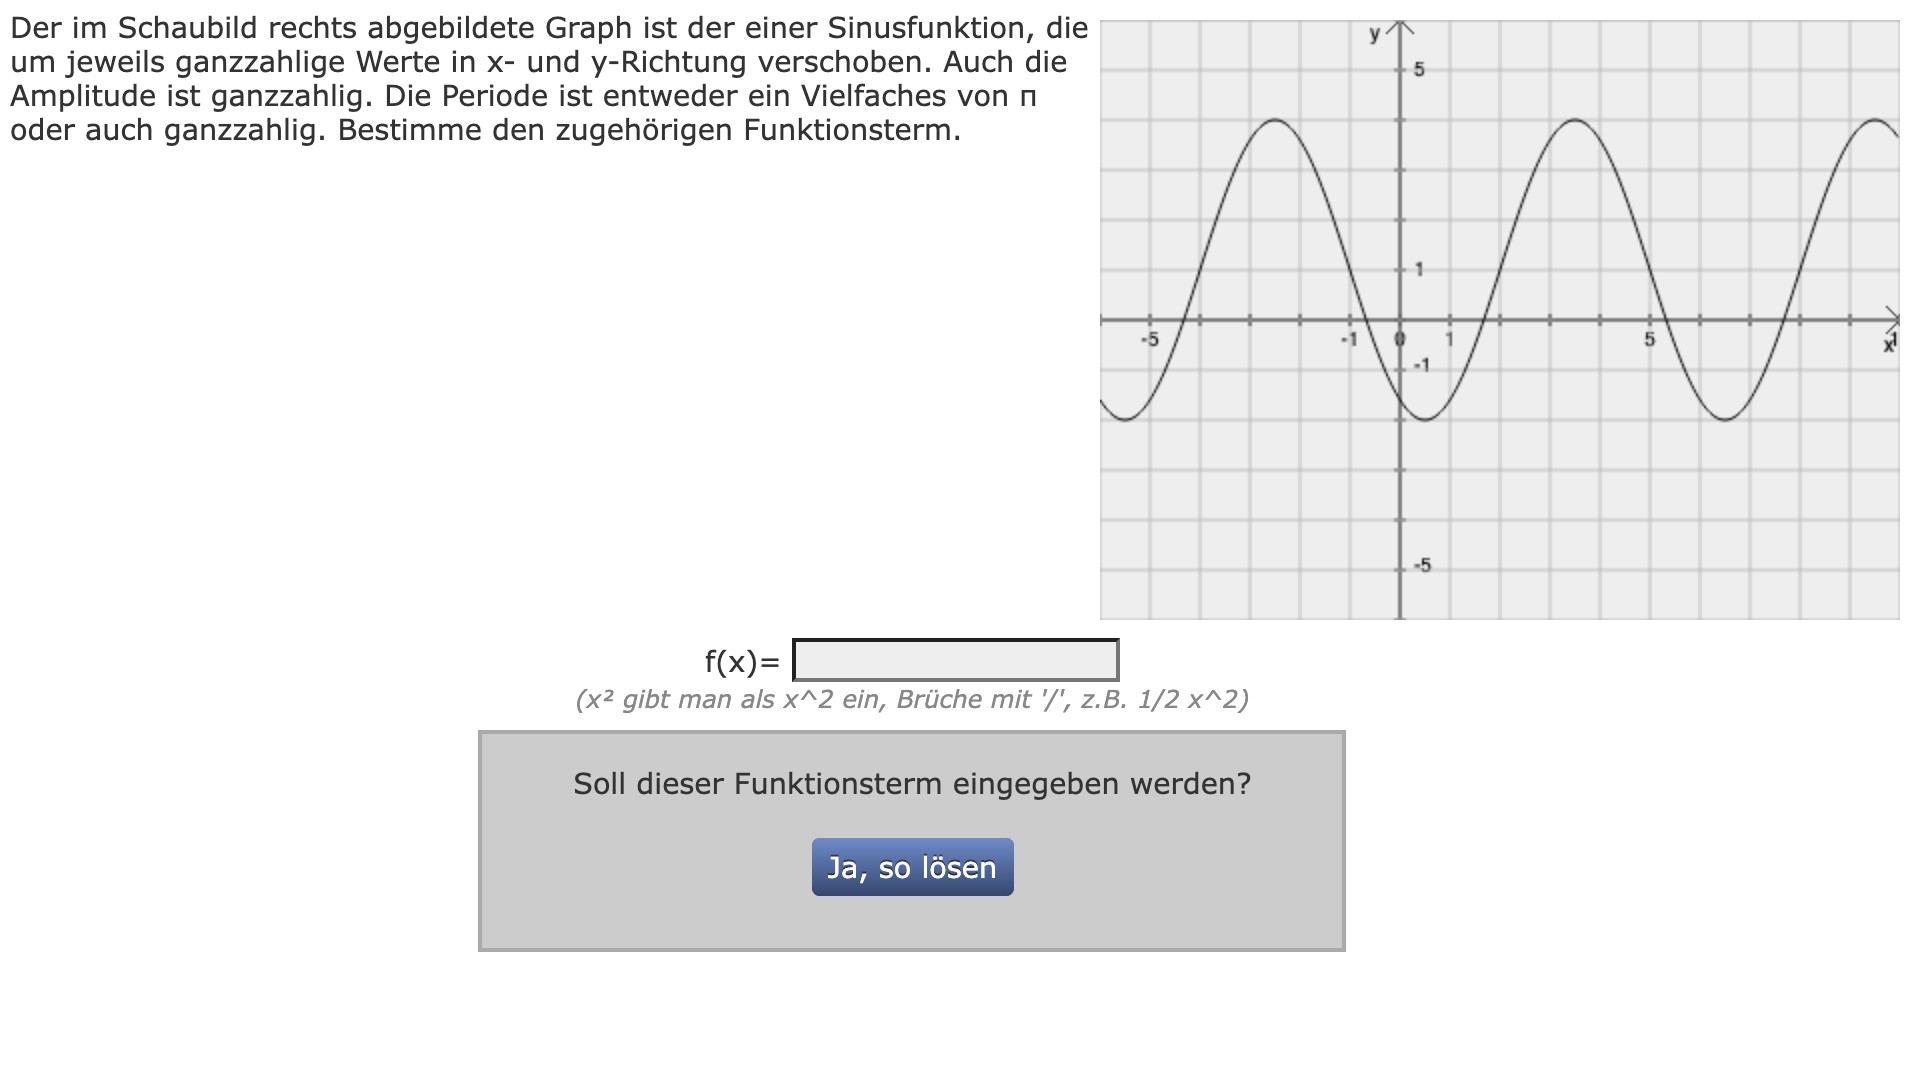 Der im Schaubild rechts abgebildete Graph ist der einer Sinusfunktion, die
um jeweils ganzzahlige Werte in x- und y-Richtung verschoben. Auch die
Amplitude ist ganzzahlig. Die Periode ist entweder ein Vielfaches von π
oder auch ganzzahlig. Bestimme den zugehörigen Funktionsterm.
y
5
1
-5 -1 0 1 5 1
x
-1
-5
f(x)=
(x² gibt man als x^2 ein, Brüche mit '/', z.B. 1/2 x^2)
Soll dieser Funktionsterm eingegeben werden?
Ja, so lösen